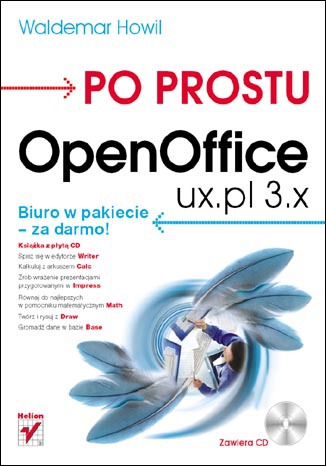 Waldemar Howil
PO PROSTU
OpenOffice
ux.pl 3.x
Biuro w pakiecie
– za darmo!
Książka z płytą CD
Spisz się w edytorze Writer
Kalkuluj z arkuszem Calc
Zrób wrażenie prezentacjami
przygotowanymi w Impress
Równaj do najlepszych
w pomocniku matematycznym Math
Twórz i rysuj z Draw
Gromadź dane w bazie Base
Helion
Zawiera CD